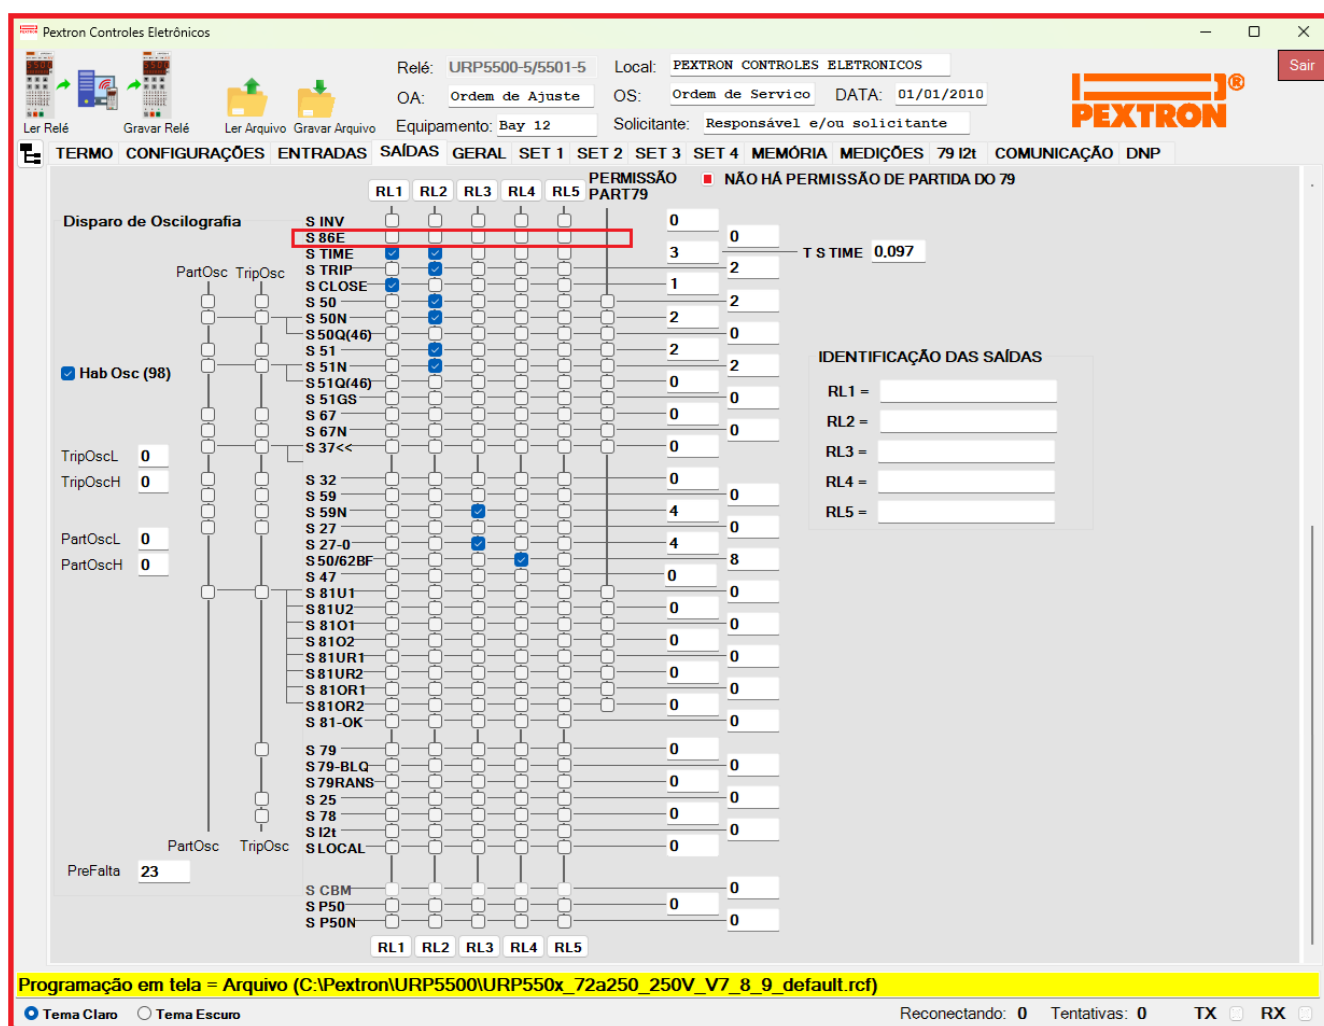 Pextron Controles Eletrônicos
Relé: URP5500-5/5501-5 Local: PEXTRON CONTROLES ELETRONICOS Sair
OA: Ordem de Ajuste OS: Ordem de Servico DATA: 01/01/2010
Equipamento: Bay 12 Solicitante: Responsável e/ou solicitante
PEXTRON®
Ler Relé Gravar Relé Ler Arquivo Gravar Arquivo
TERMO CONFIGURAÇÕES ENTRADAS SAÍDAS GERAL SET 1 SET 2 SET 3 SET 4 MEMÓRIA MEDIÇÕES 79 I2t COMUNICAÇÃO DNP
RL1 RL2 RL3 RL4 RL5 PERMISSÃO PART79 NÃO HÁ PERMISSÃO DE PARTIDA DO 79
Disparo de Oscilografia S INV 0
S 86E 0
S TIME 3 T S TIME 0,097
PartOsc TripOsc S TRIP 2
S CLOSE 1
S 50 2
S 50N 2
S 50Q(46) 0
S 51 2
IDENTIFICAÇÃO DAS SAÍDAS
Hab Osc (98) S 51N 2
S 51Q(46) 0
RL1 =
S 51GS 0
S 67 0
RL2 =
S 67N 0
TripOscL 0 S 37<< 0
RL3 =
TripOscH 0 S 32 0
RL4 =
S 59 0
S 59N 4
RL5 =
S 27 0
PartOscL 0 S 27-0 4
PartOscH 0 S 50/62BF 8
S 47 0
S 81U1 0
S 81U2 0
S 81O1 0
S 81O2 0
S 81UR1 0
S 81UR2 0
S 81OR1 0
S 81OR2 0
S 81-OK 0
S 79 0
S 79-BLQ 0
S 79RANS 0
S 25 0
S 78 0
S I2t 0
PartOsc TripOsc S LOCAL 0
PreFalta 23
S CBM 0
S P50 0
S P50N 0
RL1 RL2 RL3 RL4 RL5
Programação em tela = Arquivo (C:\Pextron\URP5500\URP550x_72a250_250V_V7_8_9_default.rcf)
Tema Claro Tema Escuro Reconectando: 0 Tentativas: 0 TX RX